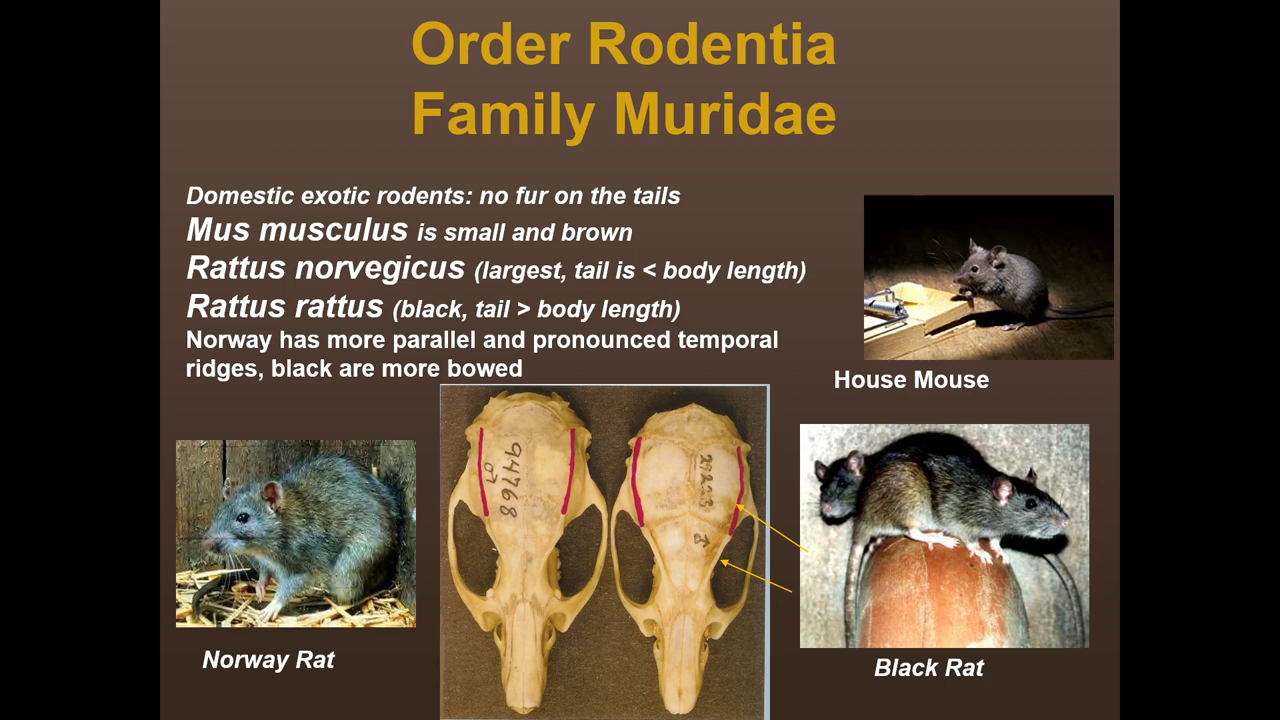 Order Rodentia
Family Muridae
Domestic exotic rodents: no fur on the tails
Mus musculus is small and brown
Rattus norvegicus (largest, tail is < body length)
Rattus rattus (black, tail > body length)
Norway has more parallel and pronounced temporal
ridges, black are more bowed
House Mouse
94768
07
Norway Rat
Black Rat